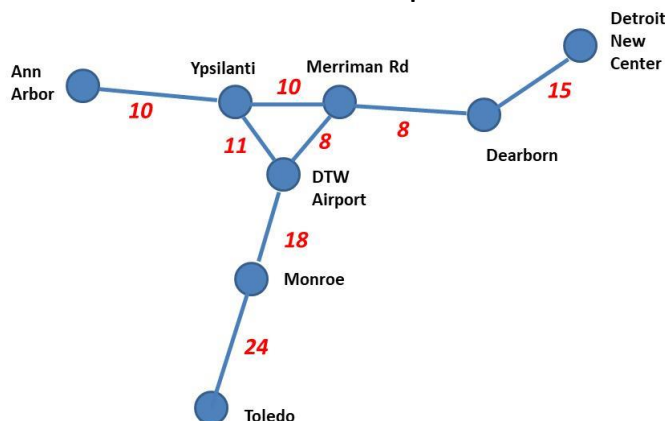 Detroit
New
Center
Ann
Arbor
Ypsilanti
Merriman Rd
10
10
15
11
8
8
Dearborn
DTW
Airport
18
Monroe
24
Toledo